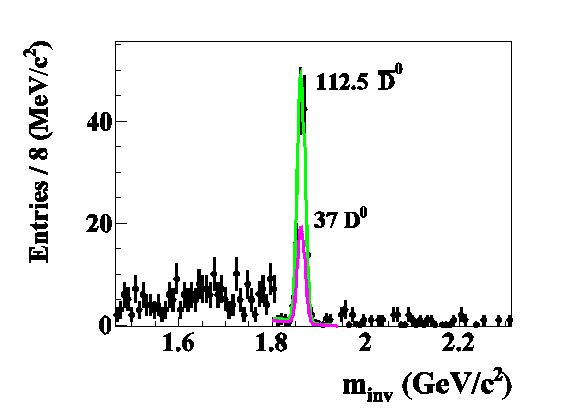 Entries / 8 (MeV/c²)
40
20
0
112.5 D̅⁰
37 D⁰
1.6 1.8 2 2.2
m_inv (GeV/c²)